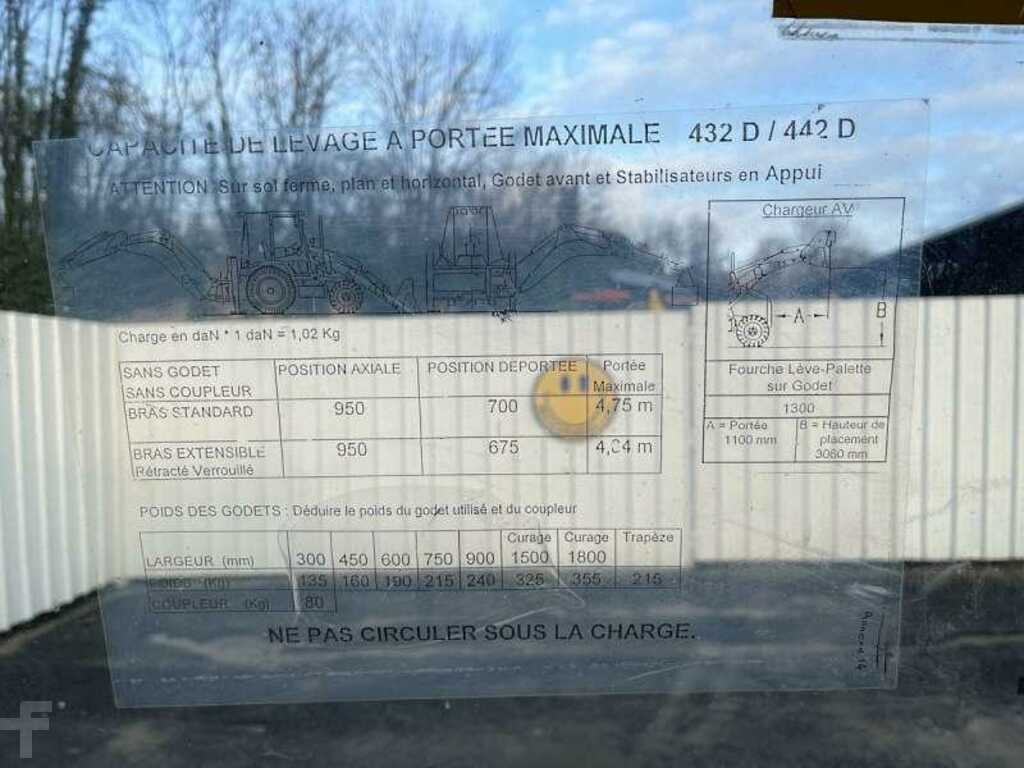 CAPACITE DE LEVAGE A PORTEE MAXIMALE 432 D / 442 D
ATTENTION: Sur sol ferme, plan et horizontal, Godet avant et Stabilisateurs en Appui
Chargeur AV
A
B
Charge en daN * 1 daN = 1,02 Kg
SANS GODET
SANS COUPLEUR
POSITION AXIALE
POSITION DEPORTEE
Portée
Maximale
BRAS STANDARD 950 700 4,75 m
BRAS EXTENSIBLE 950 675
Rétracté Verrouillé
Fourche Lève-Palette
sur Godet
1300
A = Portée
1100 mm
B = Hauteur de
placement
3060 mm
POIDS DES GODETS : Déduire le poids du godet utilisé et du coupleur
Curage Curage Trapèze
LARGEUR (mm) 300 450 600 750 900 1500 1800
POIDS (Kg) 135 160 190 215 240 325 355 215
COUPLEUR (Kg) 80
NE PAS CIRCULER SOUS LA CHARGE.
f